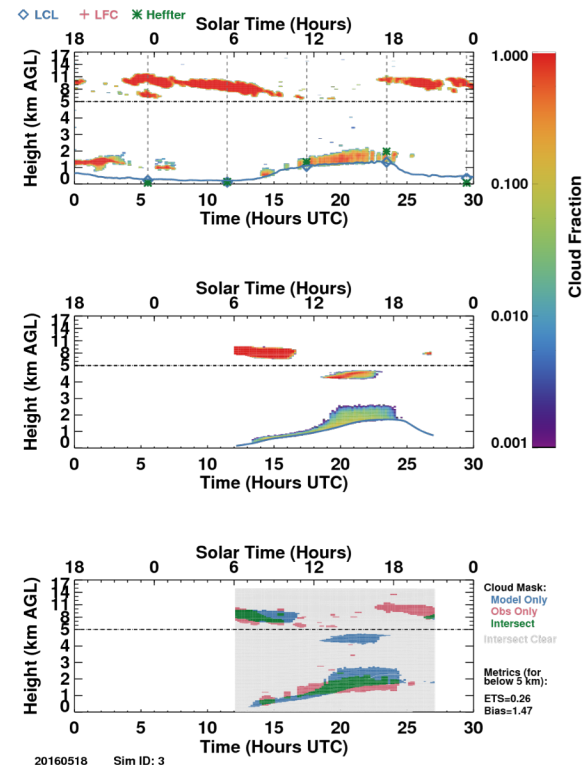 LCL LFC Heffter
Solar Time (Hours)
18 0 6 12 18 0
Height (km AGL)
17
14
11
8
5
4
3
2
1
0
0 5 10 15 20 25 30
Time (Hours UTC)
1.000
0.100
0.010
0.001
Cloud Fraction
Solar Time (Hours)
18 0 6 12 18 0
Height (km AGL)
17
14
11
8
5
4
3
2
1
0
0 5 10 15 20 25 30
Time (Hours UTC)
Solar Time (Hours)
18 0 6 12 18 0
Height (km AGL)
17
14
11
8
5
4
3
2
1
0
0 5 10 15 20 25 30
Time (Hours UTC)
Cloud Mask:
Model Only
Obs Only
Intersect
Intersect Clear
Metrics (for
below 5 km):
ETS=0.26
Bias=1.47
20160518 Sim ID: 3